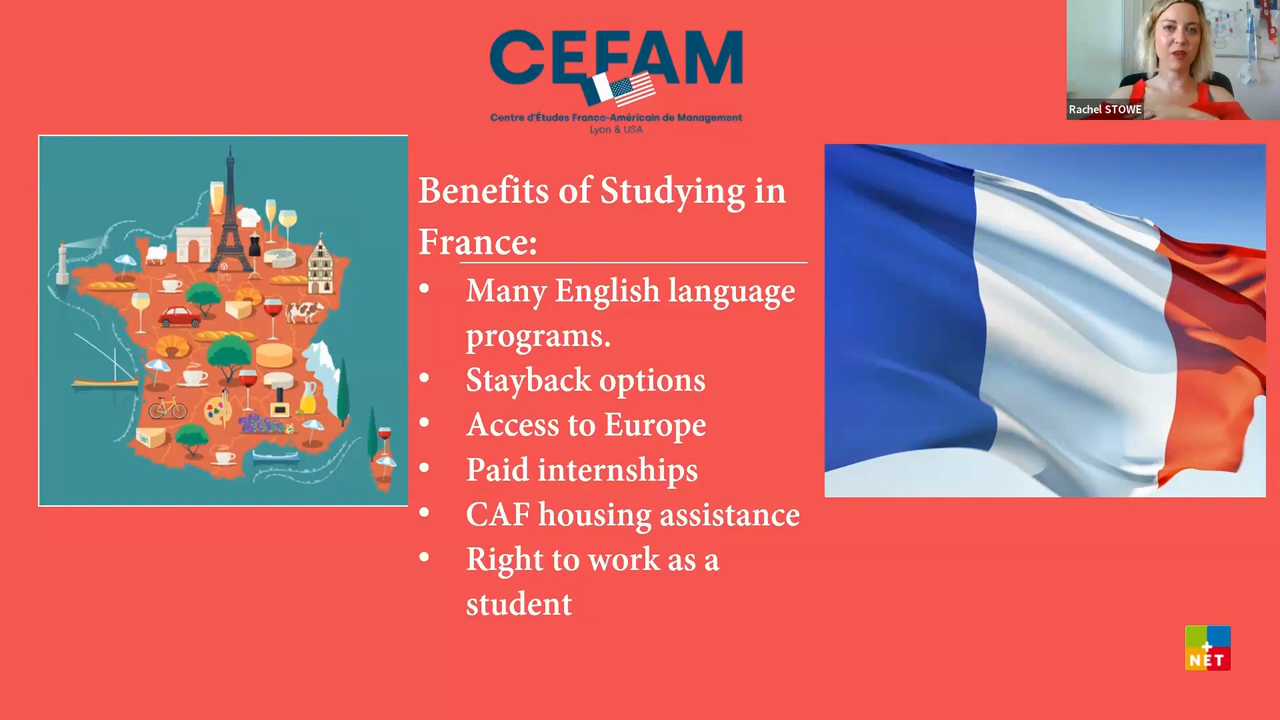 CEFAM
Centre d'Études Franco-Américain de Management
Lyon & USA
Rachel STOWE
Benefits of Studying in
France:
• Many English language
programs.
• Stayback options
• Access to Europe
• Paid internships
• CAF housing assistance
• Right to work as a
student
+
NET